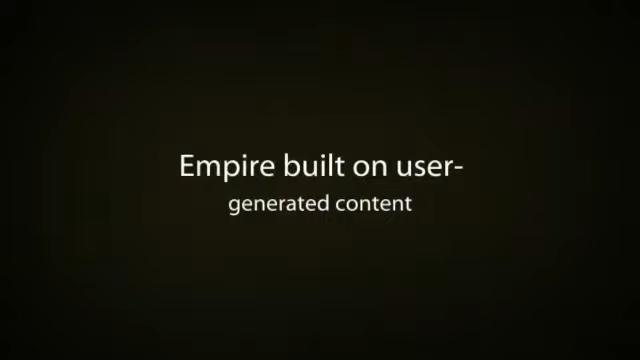 Empire built on user-
generated content